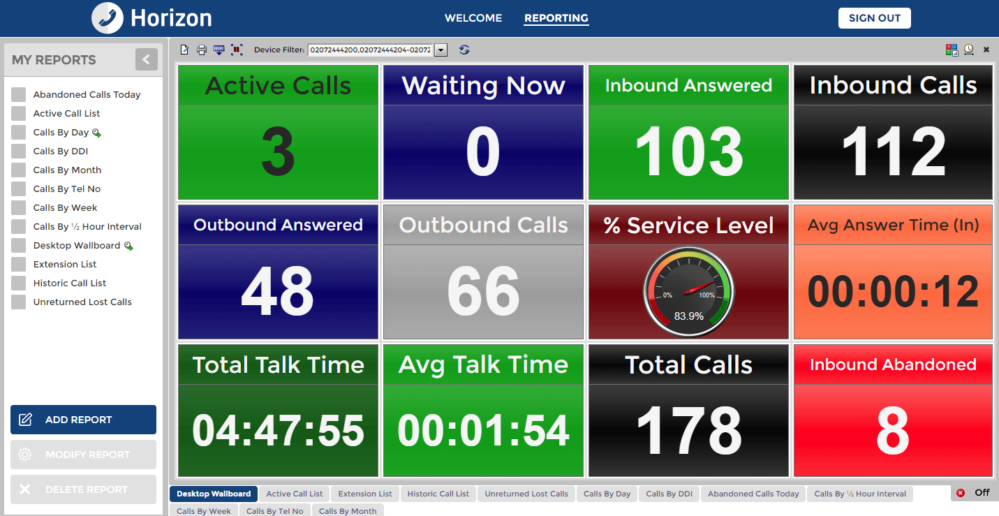 Horizon
WELCOME
REPORTING
SIGN OUT
MY REPORTS
Device Filter:
02072444200,02072444204-02072
Abandoned Calls Today
Active Call List
Calls By Day
Calls By DDI
Calls By Month
Calls By Tel No
Calls By Week
Calls By ½ Hour Interval
Desktop Wallboard
Extension List
Historic Call List
Unreturned Lost Calls
ADD REPORT
MODIFY REPORT
DELETE REPORT
Active Calls
3
Waiting Now
0
Inbound Answered
103
Inbound Calls
112
Outbound Answered
48
Outbound Calls
66
% Service Level
0%
100%
83.9%
Avg Answer Time (In)
00:00:12
Total Talk Time
04:47:55
Avg Talk Time
00:01:54
Total Calls
178
Inbound Abandoned
8
Desktop Wallboard
Active Call List
Extension List
Historic Call List
Unreturned Lost Calls
Calls By Day
Calls By DDI
Abandoned Calls Today
Calls By ½ Hour Interval
Off
Calls By Week
Calls By Tel No
Calls By Month